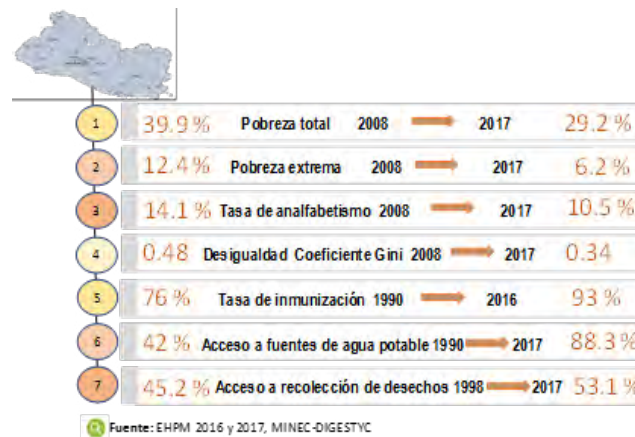 1 39.9 % Pobreza total 2008 2017 29.2 %
2 12.4 % Pobreza extrema 2008 2017 6.2 %
3 14.1 % Tasa de analfabetismo 2008 2017 10.5 %
4 0.48 Desigualdad Coeficiente Gini 2008 2017 0.34
5 76 % Tasa de inmunización 1990 2016 93 %
6 42 % Acceso a fuentes de agua potable 1990 2017 88.3 %
7 45.2 % Acceso a recolección de desechos 1998 2017 53.1 %
Fuente: EHPM 2016 y 2017, MINEC-DIGESTYC